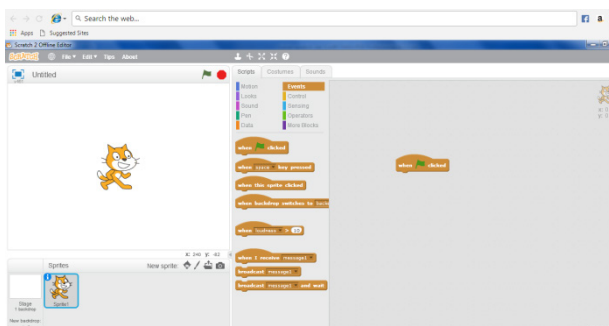 Search the web...
Apps Suggested Sites
Scratch 2 Offline Editor
SCRATCH File Edit Tips About
Untitled
Scripts Costumes Sounds
Motion Events
Looks Control
Sound Sensing
Pen Operators
Data More Blocks
when clicked
when space key pressed
when this sprite clicked
when backdrop switches to
when loudness > 10
when I receive message1
broadcast message1
broadcast message1 and wait
when clicked
Sprites New sprite:
Stage
1 backdrop
Sprite1
New backdrop: